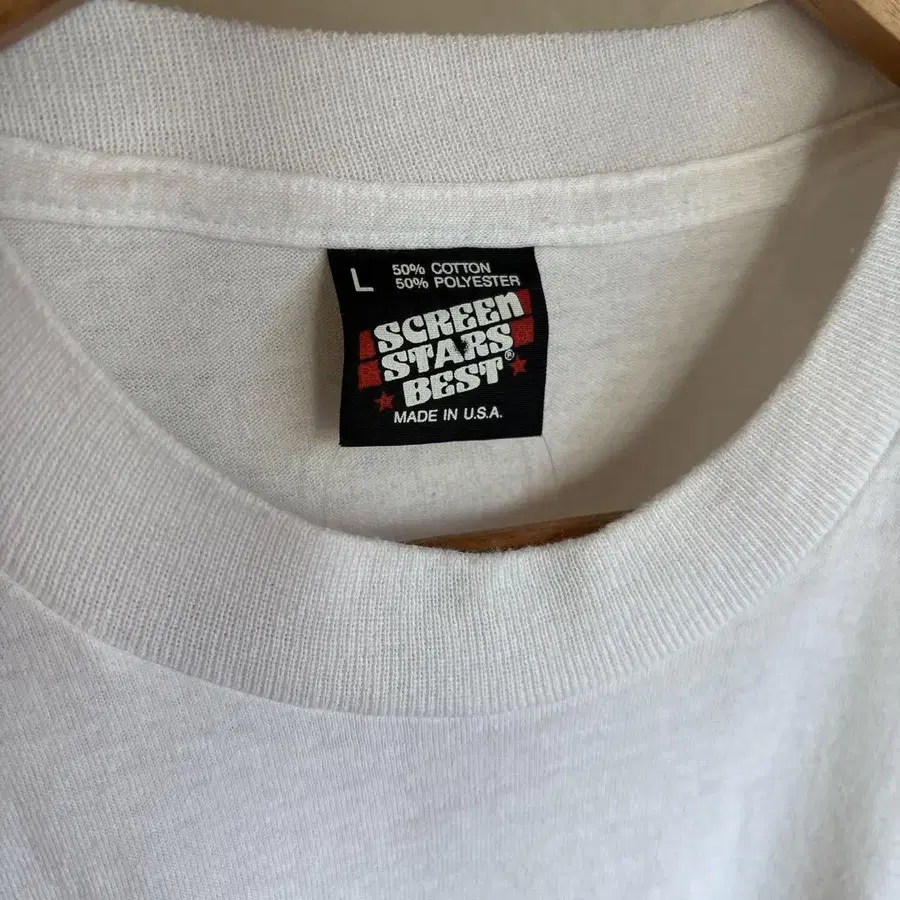 L
50% COTTON
50% POLYESTER
SCREEN
STARS
BEST®
MADE IN U.S.A.